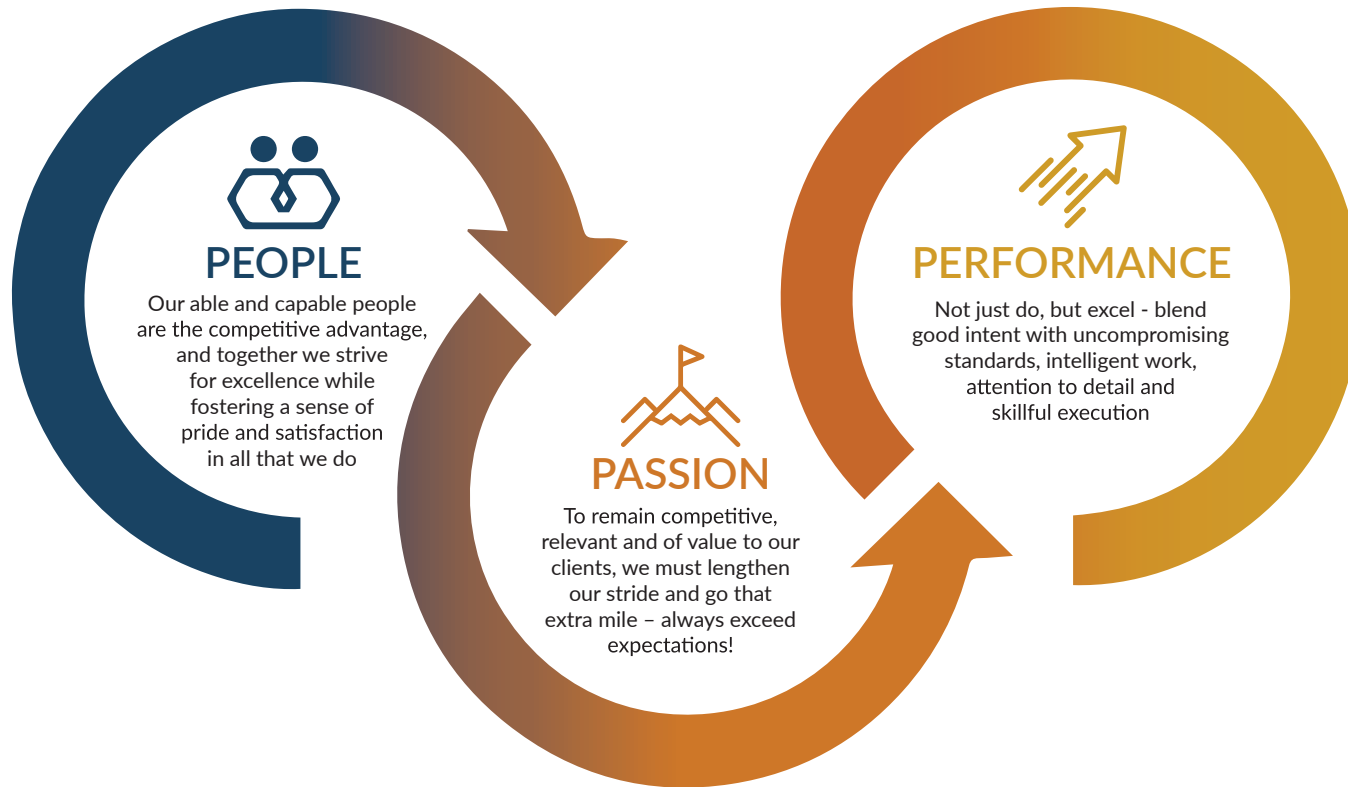 PEOPLE
Our able and capable people
are the competitive advantage,
and together we strive
for excellence while
fostering a sense of
pride and satisfaction
in all that we do
PASSION
To remain competitive,
relevant and of value to our
clients, we must lengthen
our stride and go that
extra mile – always exceed
expectations!
PERFORMANCE
Not just do, but excel - blend
good intent with uncompromising
standards, intelligent work,
attention to detail and
skillful execution